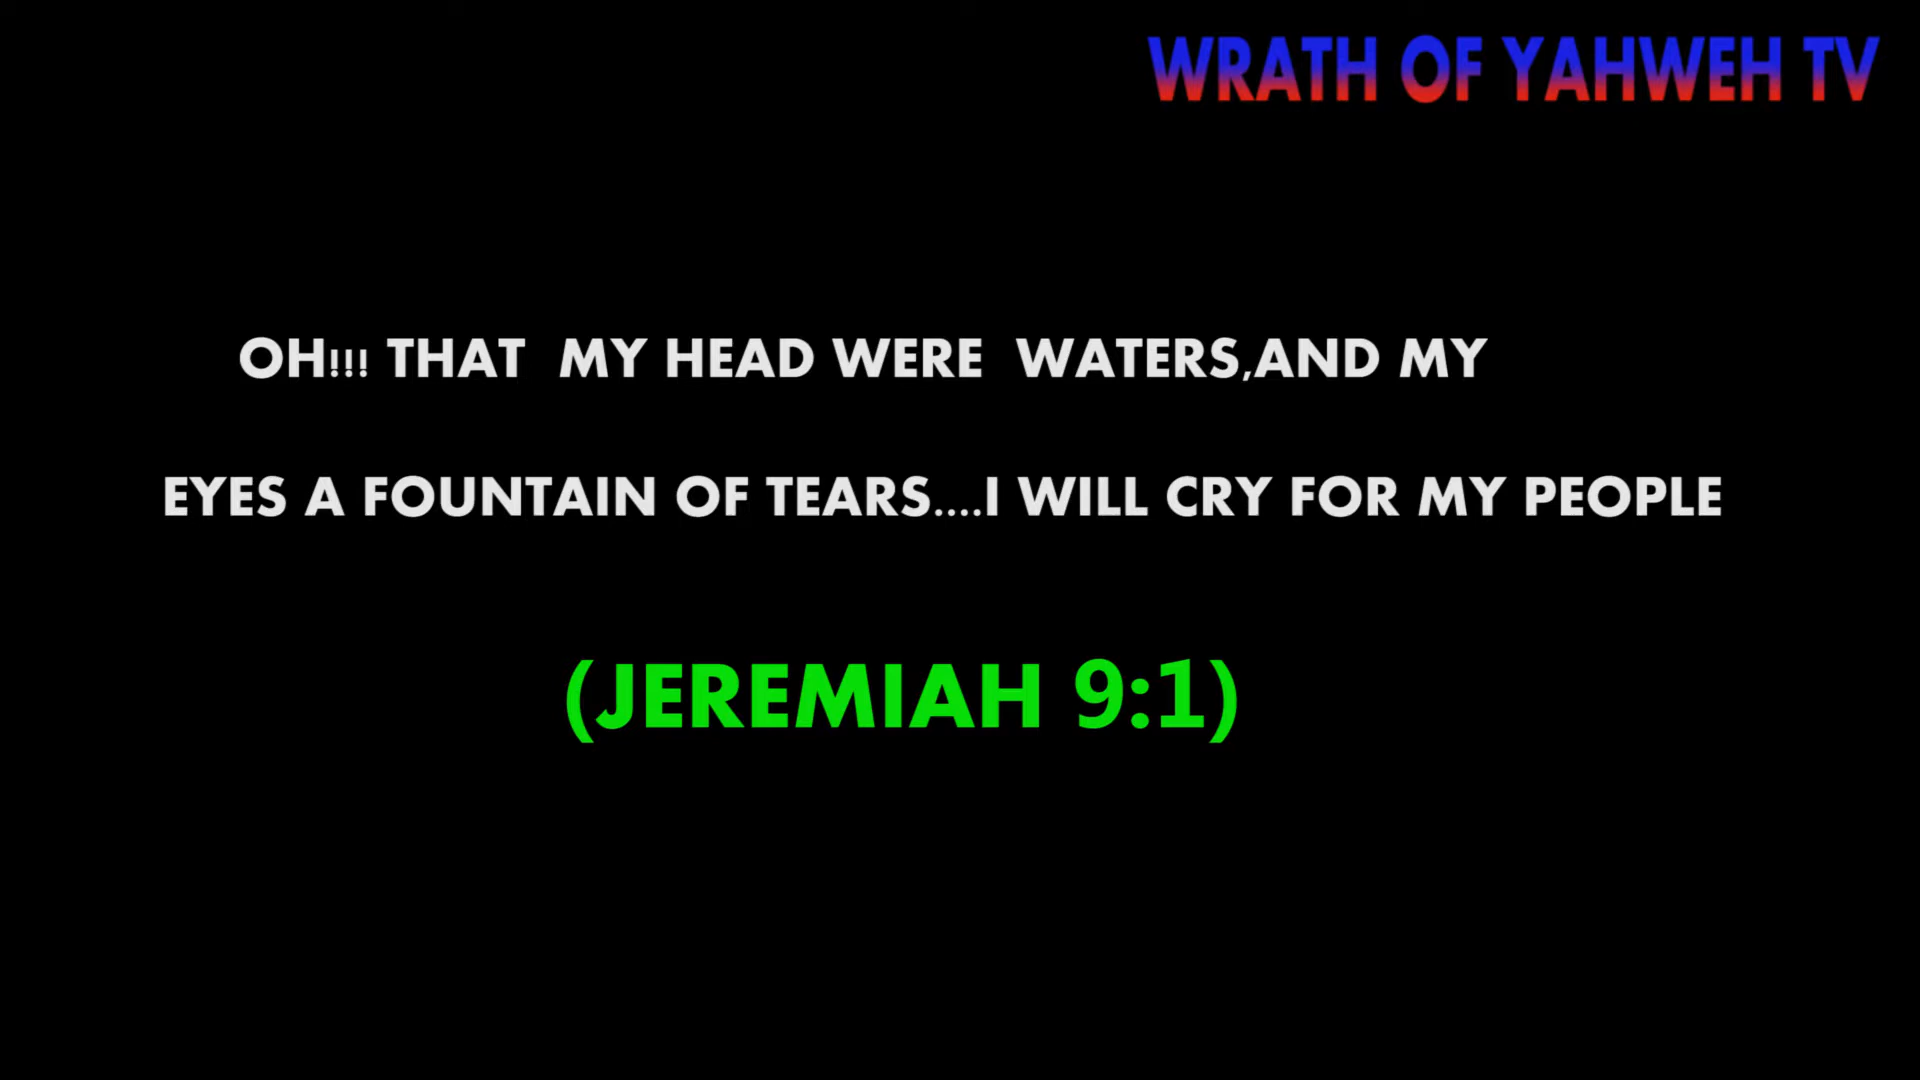 WRATH OF YAHWEH TV
OH!!! THAT MY HEAD WERE WATERS,AND MY
EYES A FOUNTAIN OF TEARS....I WILL CRY FOR MY PEOPLE
(JEREMIAH 9:1)